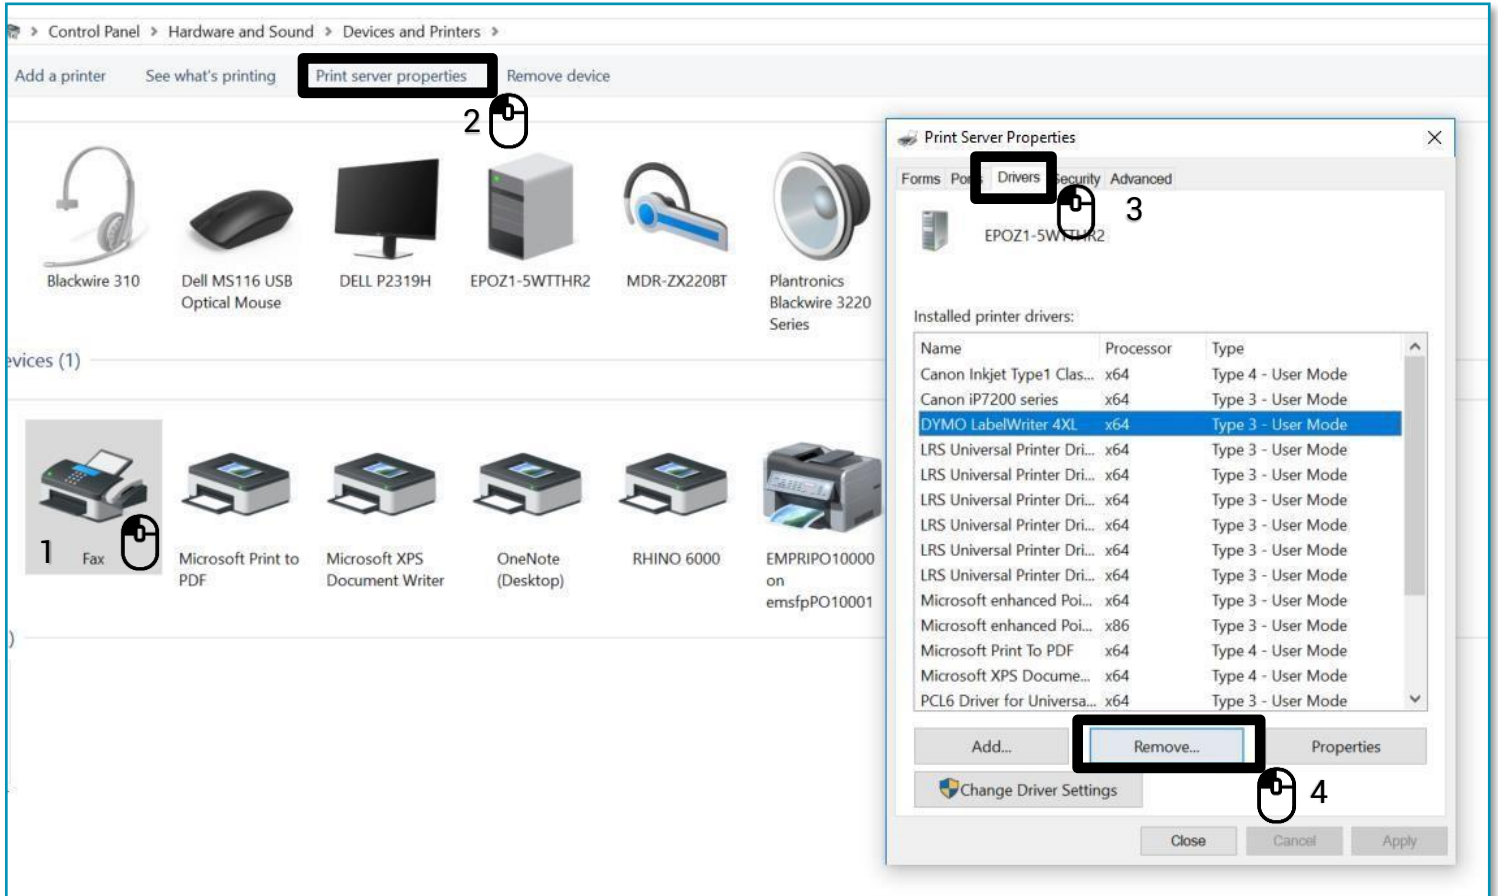 Control Panel > Hardware and Sound > Devices and Printers >
Add a printer See what's printing Print server properties Remove device
2
Blackwire 310
Dell MS116 USB
Optical Mouse
DELL P2319H
EPOZ1-5WTTHR2
MDR-ZX220BT
Plantronics
Blackwire 3220
Series
evices (1)
1
Fax
Microsoft Print to
PDF
Microsoft XPS
Document Writer
OneNote
(Desktop)
RHINO 6000
EMPRIPO10000
on
emsfpPO10001
)
Print Server Properties
Forms Ports Drivers Security Advanced
3
EPOZ1-5WTTHR2
Installed printer drivers:
Name Processor Type
Canon Inkjet Type1 Clas... x64 Type 4 - User Mode
Canon iP7200 series x64 Type 3 - User Mode
DYMO LabelWriter 4XL x64 Type 3 - User Mode
LRS Universal Printer Dri... x64 Type 3 - User Mode
LRS Universal Printer Dri... x64 Type 3 - User Mode
LRS Universal Printer Dri... x64 Type 3 - User Mode
LRS Universal Printer Dri... x64 Type 3 - User Mode
LRS Universal Printer Dri... x64 Type 3 - User Mode
LRS Universal Printer Dri... x64 Type 3 - User Mode
Microsoft enhanced Poi... x64 Type 3 - User Mode
Microsoft enhanced Poi... x86 Type 3 - User Mode
Microsoft Print To PDF x64 Type 4 - User Mode
Microsoft XPS Docume... x64 Type 4 - User Mode
PCL6 Driver for Universa... x64 Type 3 - User Mode
Add... Remove... Properties
Change Driver Settings
4
Close Cancel Apply